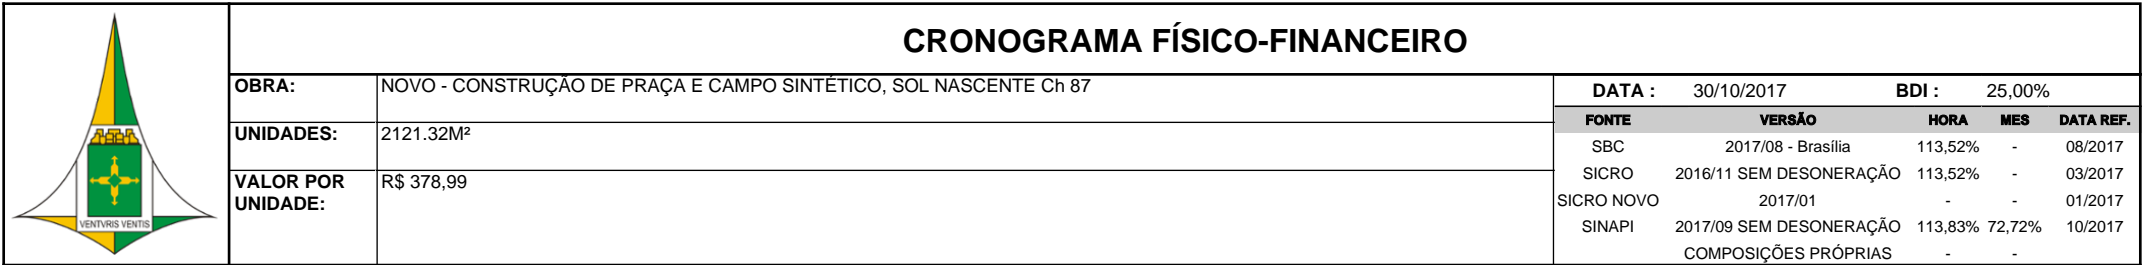 CRONOGRAMA FÍSICO-FINANCEIRO
OBRA: NOVO - CONSTRUÇÃO DE PRAÇA E CAMPO SINTÉTICO, SOL NASCENTE Ch 87
UNIDADES: 2121.32M²
VALOR POR UNIDADE: R$ 378,99
DATA : 30/10/2017 BDI : 25,00%
FONTE VERSÃO HORA MES DATA REF.
SBC 2017/08 - Brasília 113,52% - 08/2017
SICRO 2016/11 SEM DESONERAÇÃO 113,52% - 03/2017
SICRO NOVO 2017/01 - - 01/2017
SINAPI 2017/09 SEM DESONERAÇÃO 113,83% 72,72% 10/2017
COMPOSIÇÕES PRÓPRIAS - -
VENTVRIS VENTIS